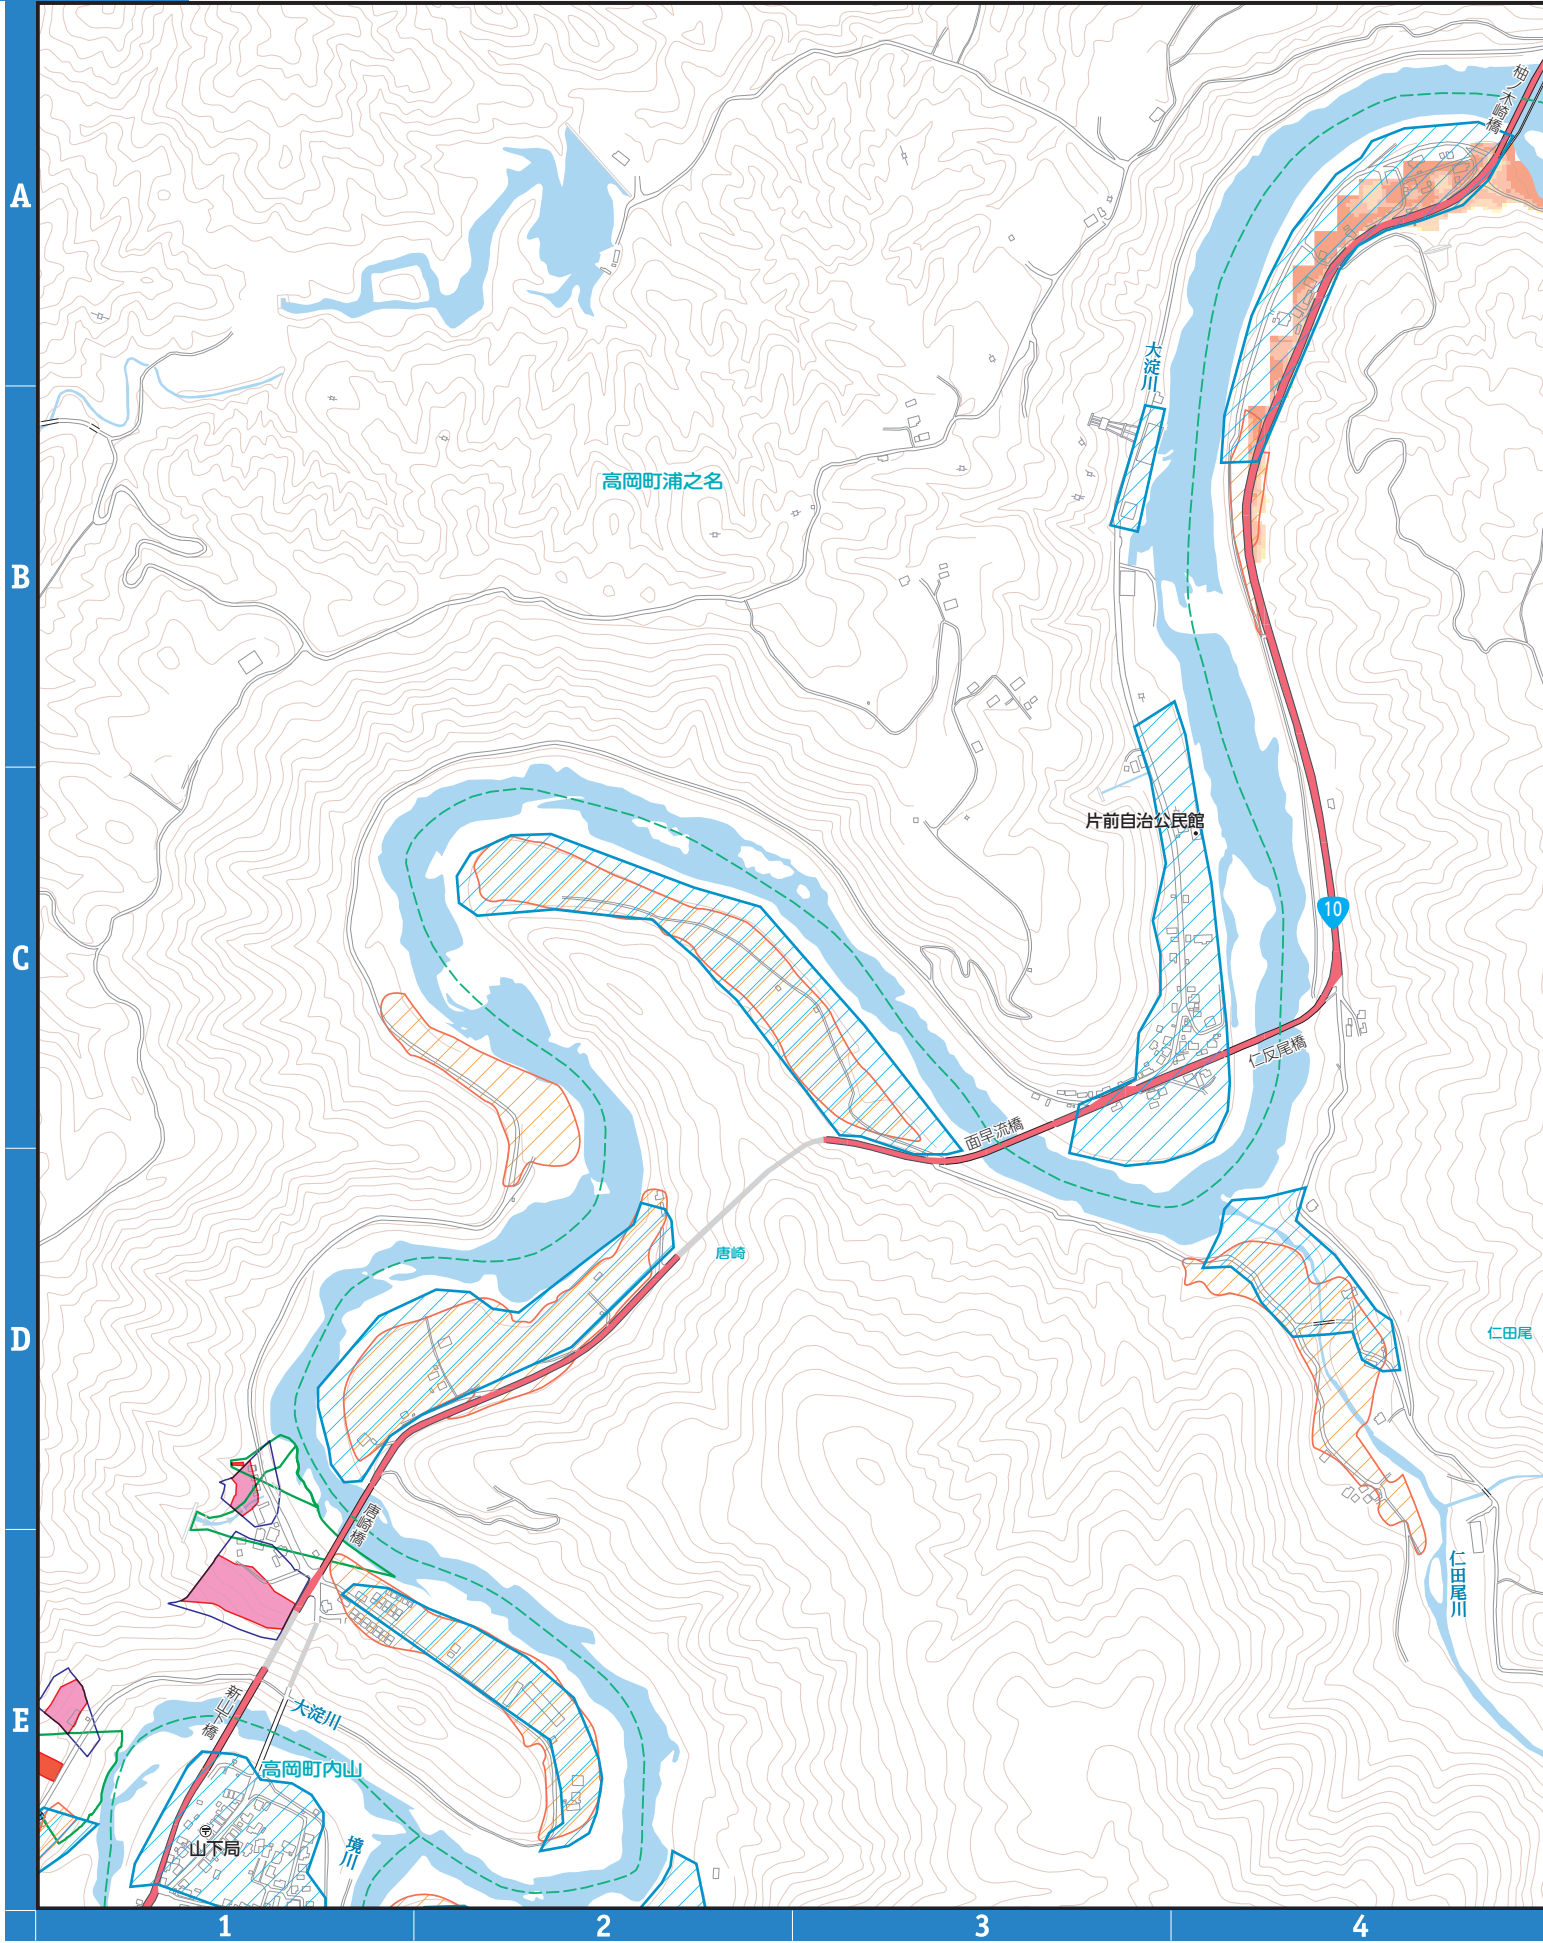 柚ノ木崎橋
A
大淀川
高岡町浦之名
B
片前自治公民館
10
C
仁反尾橋
面早流橋
唐崎
D
仁田尾
唐崎橋
仁田尾川
新山下橋
大淀川
E
高岡町内山
〒
山下局
境川
1
2
3
4